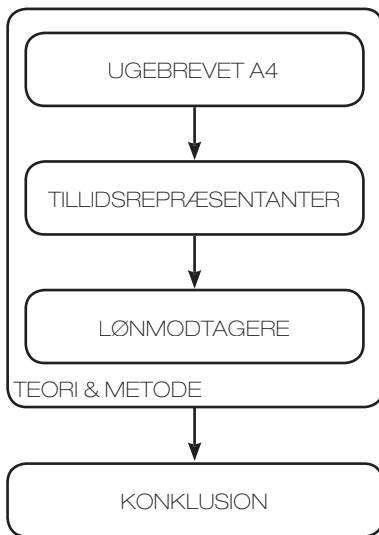 UGEBREVET A4
TILLIDSREPRÆSENTANTER
LØNMODTAGERE
TEORI & METODE
KONKLUSION